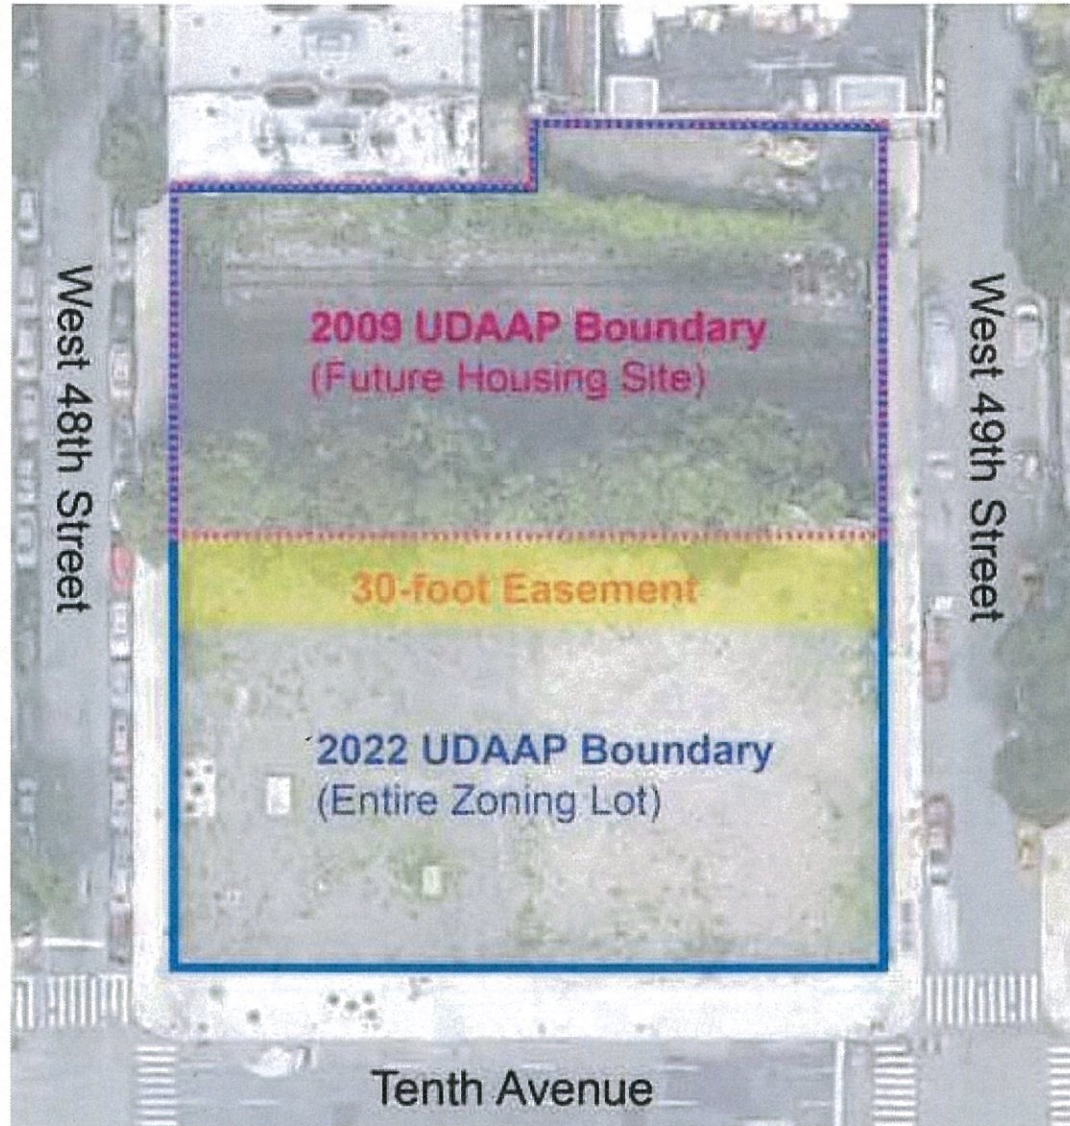 2009 UDAAP Boundary
(Future Housing Site)
West 48th Street
West 49th Street
30-foot Easement
2022 UDAAP Boundary
(Entire Zoning Lot)
Tenth Avenue